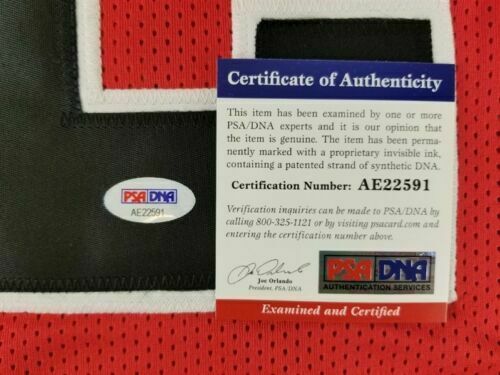 Certificate of Authenticity
This item has been examined by one or more
PSA/DNA experts and it is our opinion that
the item is genuine. The item has been per-
manently marked with a proprietary invisible ink,
containing a patented strand of synthetic DNA.
Certification Number: AE22591
Verification inquiries can be made to PSA/DNA by
calling 800-325-1121 or by visiting psacard.com and
entering the certification number above.
Joe Orlando
President, PSA/DNA
PSA/DNA
AUTHENTICATION SERVICES
Examined and Certified
PSA/DNA
AE22591